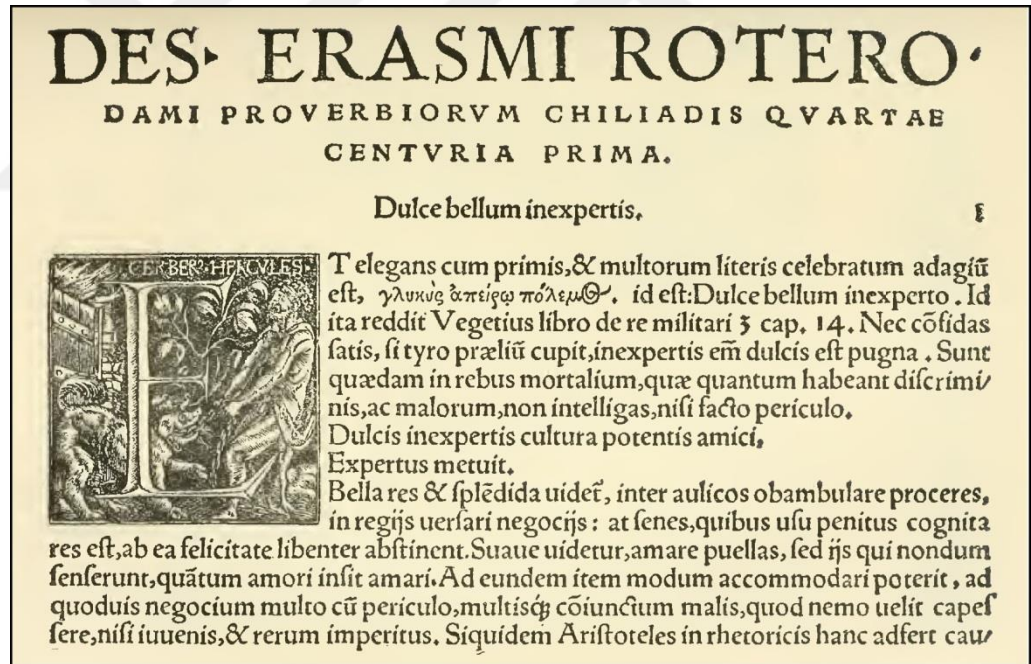 DES· ERASMI ROTERO·
DAMI PROVERBIORVM CHILIADIS QVARTAE
CENTVRIA PRIMA.
Dulce bellum inexpertis.
CERBER· HERCVLES·
ET elegans cum primis,& multorum literis celebratum adagiũ
eſt, γλυκὺς ἀπείρῳ πόλεμος. id eſt:Dulce bellum inexperto. Id
ita reddit Vegetius libro de re militari 3 cap. 14. Nec cõfidas
ſatis, ſi tyro præliũ cupit,inexpertis em̃ dulcis eſt pugna. Sunt
quædam in rebus mortalium,quæ quantum habeant diſcrimi/
nis,ac malorum,non intelligas,niſi facto periculo.
Dulcis inexpertis cultura potentis amici,
Expertus metuit.
Bella res & ſplẽdida uidet̃, inter aulicos obambulare proceres,
in regijs uerſari negocijs: at ſenes,quibus uſu penitus cognita
res eſt,ab ea felicitate libenter abſtinent.Suaue uidetur,amare puellas, ſed ijs qui nondum
ſenſerunt,quãtum amori inſit amari.Ad eundem item modum accommodari poterit, ad
quoduis negocium multo cũ periculo,multisq̃ cõiunctum malis,quod nemo uelit capeſ
ſere,niſi iuuenis,& rerum imperitus. Siquidem Ariſtoteles in rhetoricis hanc adfert cau/